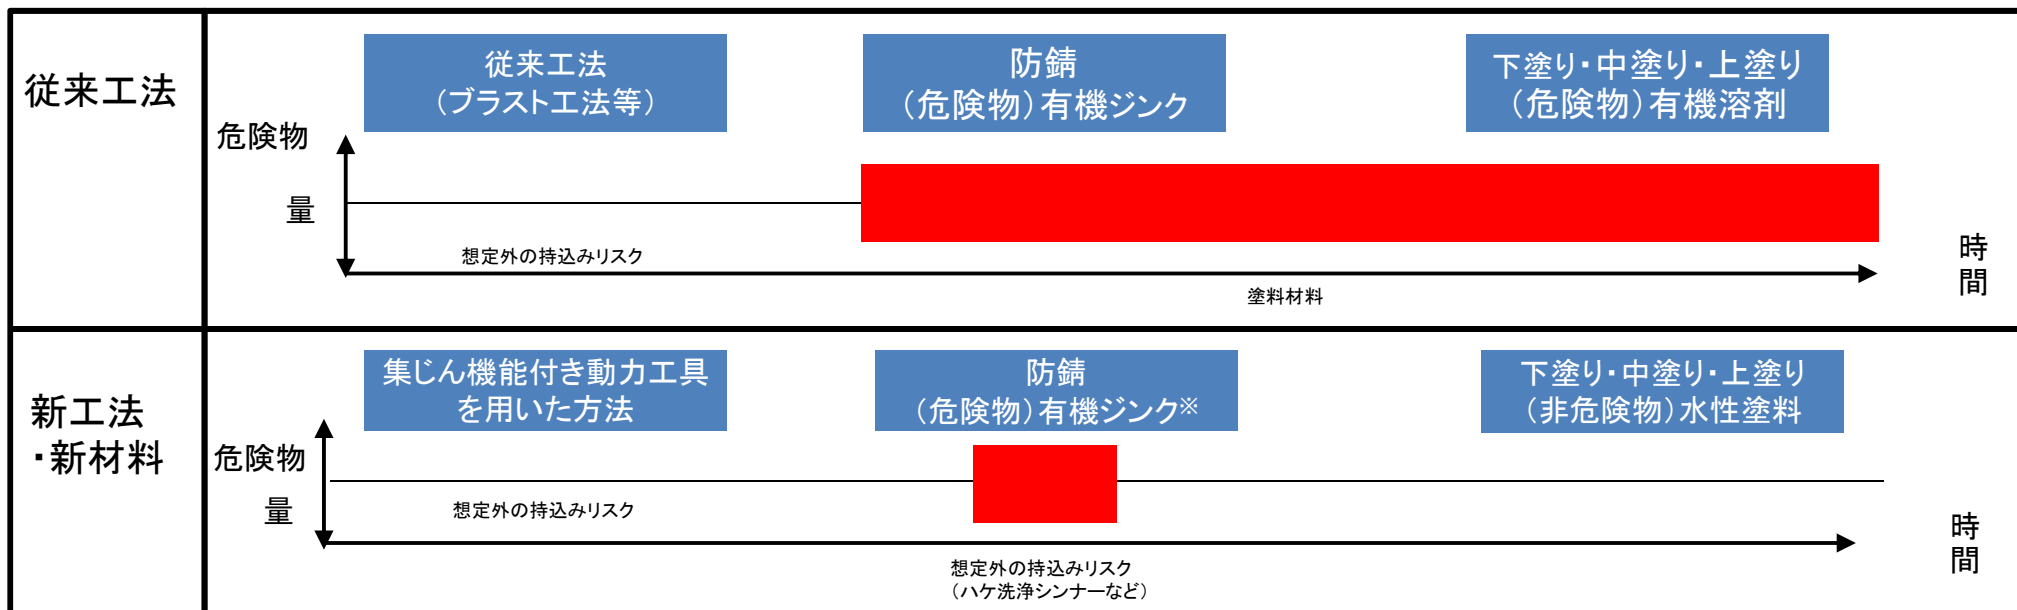 従来工法
従来工法
（ブラスト工法等）
防錆
（危険物）有機ジンク
下塗り・中塗り・上塗り
（危険物）有機溶剤
危険物
量
想定外の持込みリスク
塗料材料
時
間
新工法
・新材料
集じん機能付き動力工具
を用いた方法
防錆
（危険物）有機ジンク※
下塗り・中塗り・上塗り
（非危険物）水性塗料
危険物
量
想定外の持込みリスク
想定外の持込みリスク
（ハケ洗浄シンナーなど）
時
間